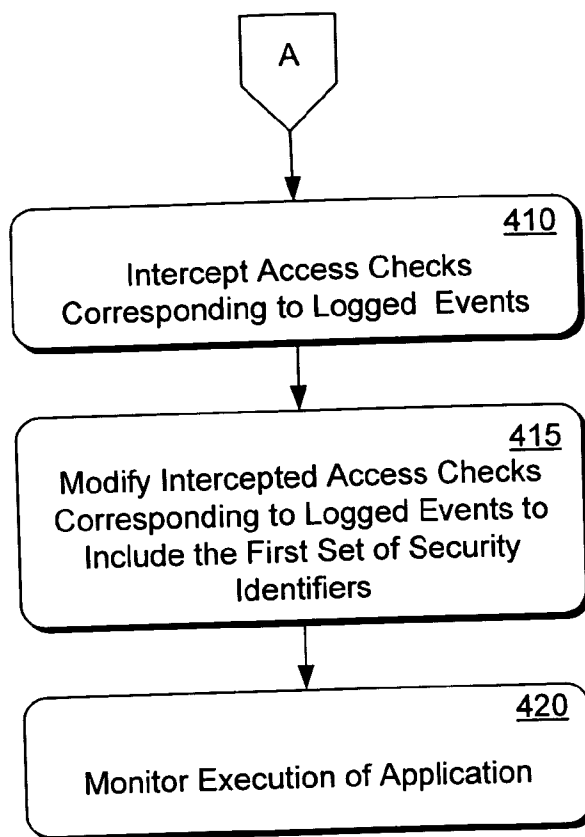 A
410
Intercept Access Checks
Corresponding to Logged Events
415
Modify Intercepted Access Checks
Corresponding to Logged Events to
Include the First Set of Security
Identifiers
420
Monitor Execution of Application